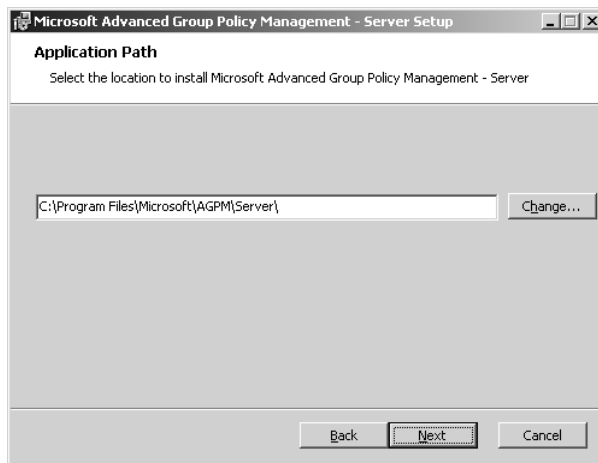 Microsoft Advanced Group Policy Management - Server Setup
Application Path
Select the location to install Microsoft Advanced Group Policy Management - Server
C:\Program Files\Microsoft\AGPM\Server\
Change...
Back
Next
Cancel